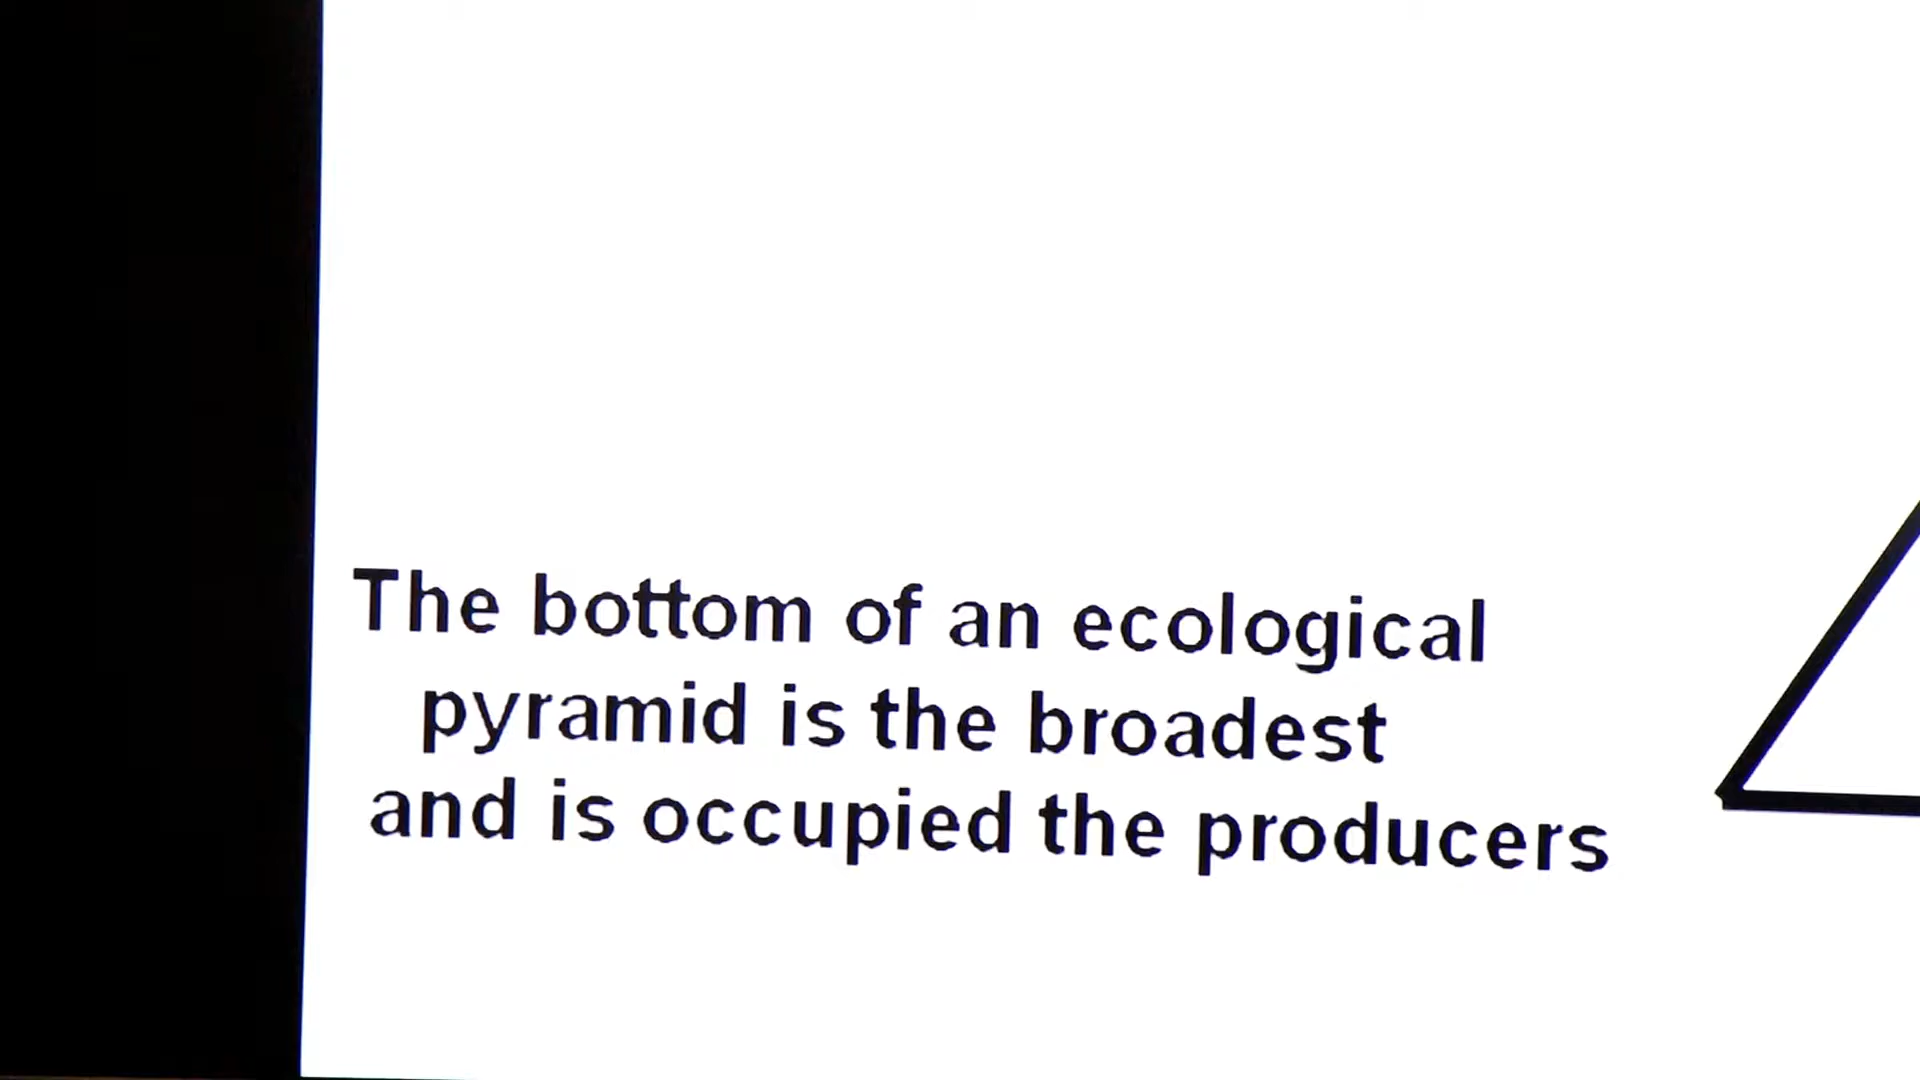 The bottom of an ecological
pyramid is the broadest
and is occupied the producers